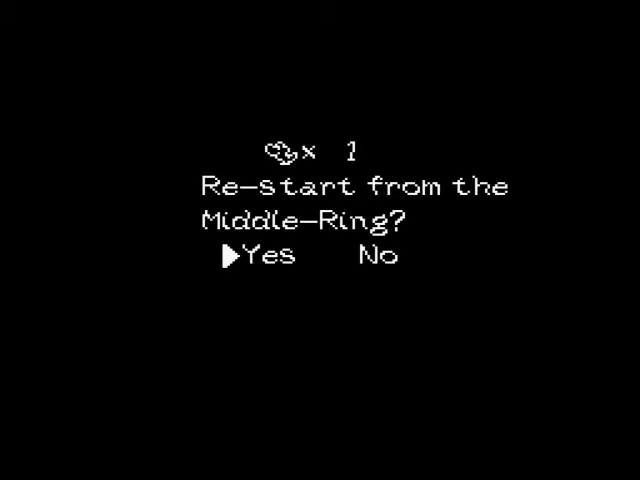 × 1
Re-start from the
Middle-Ring?
▶Yes No